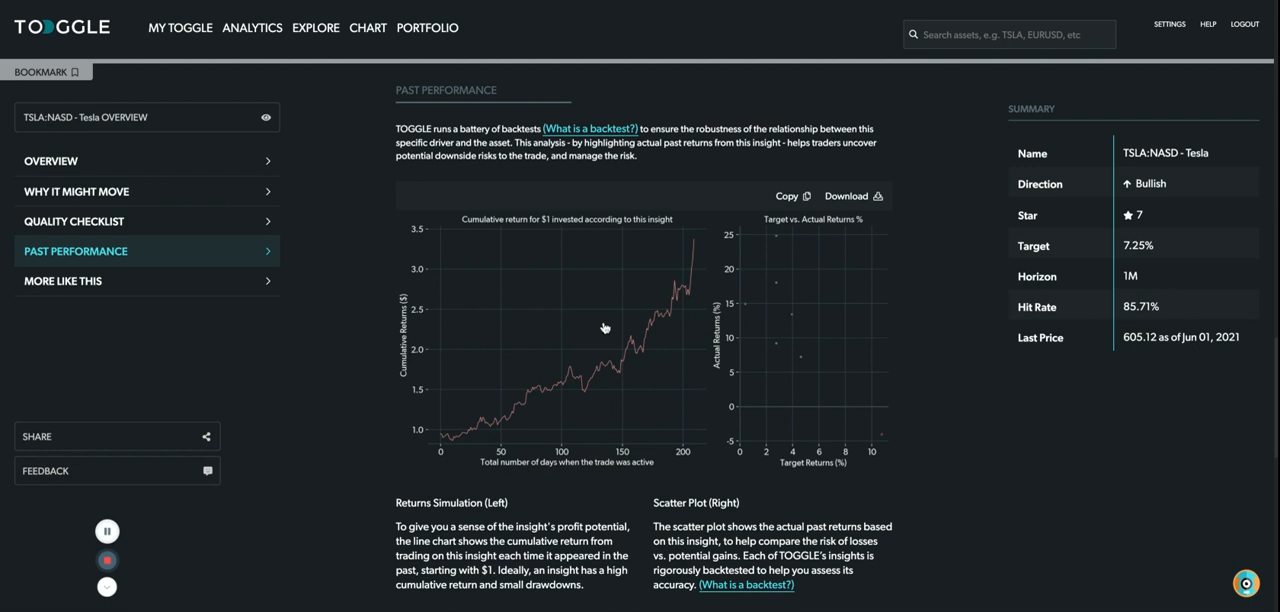 TOGGLE
MY TOGGLE ANALYTICS EXPLORE CHART PORTFOLIO
Search assets, e.g. TSLA, EURUSD, etc
SETTINGS HELP LOGOUT
BOOKMARK
TSLA:NASD - Tesla OVERVIEW
OVERVIEW
WHY IT MIGHT MOVE
QUALITY CHECKLIST
PAST PERFORMANCE
MORE LIKE THIS
SHARE
FEEDBACK
PAST PERFORMANCE
TOGGLE runs a battery of backtests (What is a backtest?) to ensure the robustness of the relationship between this
specific driver and the asset. This analysis - by highlighting actual past returns from this insight - helps traders uncover
potential downside risks to the trade, and manage the risk.
Copy Download
Cumulative return for $1 invested according to this insight
Cumulative Returns ($)
3.5
3.0
2.5
2.0
1.5
1.0
0 50 100 150 200
Total number of days when the trade was active
Target vs. Actual Returns %
Actual Returns (%)
25
20
15
10
5
0
-5
0 2 4 6 8 10
Target Returns (%)
Returns Simulation (Left)
To give you a sense of the insight's profit potential,
the line chart shows the cumulative return from
trading on this insight each time it appeared in the
past, starting with $1. Ideally, an insight has a high
cumulative return and small drawdowns.
Scatter Plot (Right)
The scatter plot shows the actual past returns based
on this insight, to help compare the risk of losses
vs. potential gains. Each of TOGGLE's insights is
rigorously backtested to help you assess its
accuracy. (What is a backtest?)
SUMMARY
Name TSLA:NASD - Tesla
Direction Bullish
Star 7
Target 7.25%
Horizon 1M
Hit Rate 85.71%
Last Price 605.12 as of Jun 01, 2021